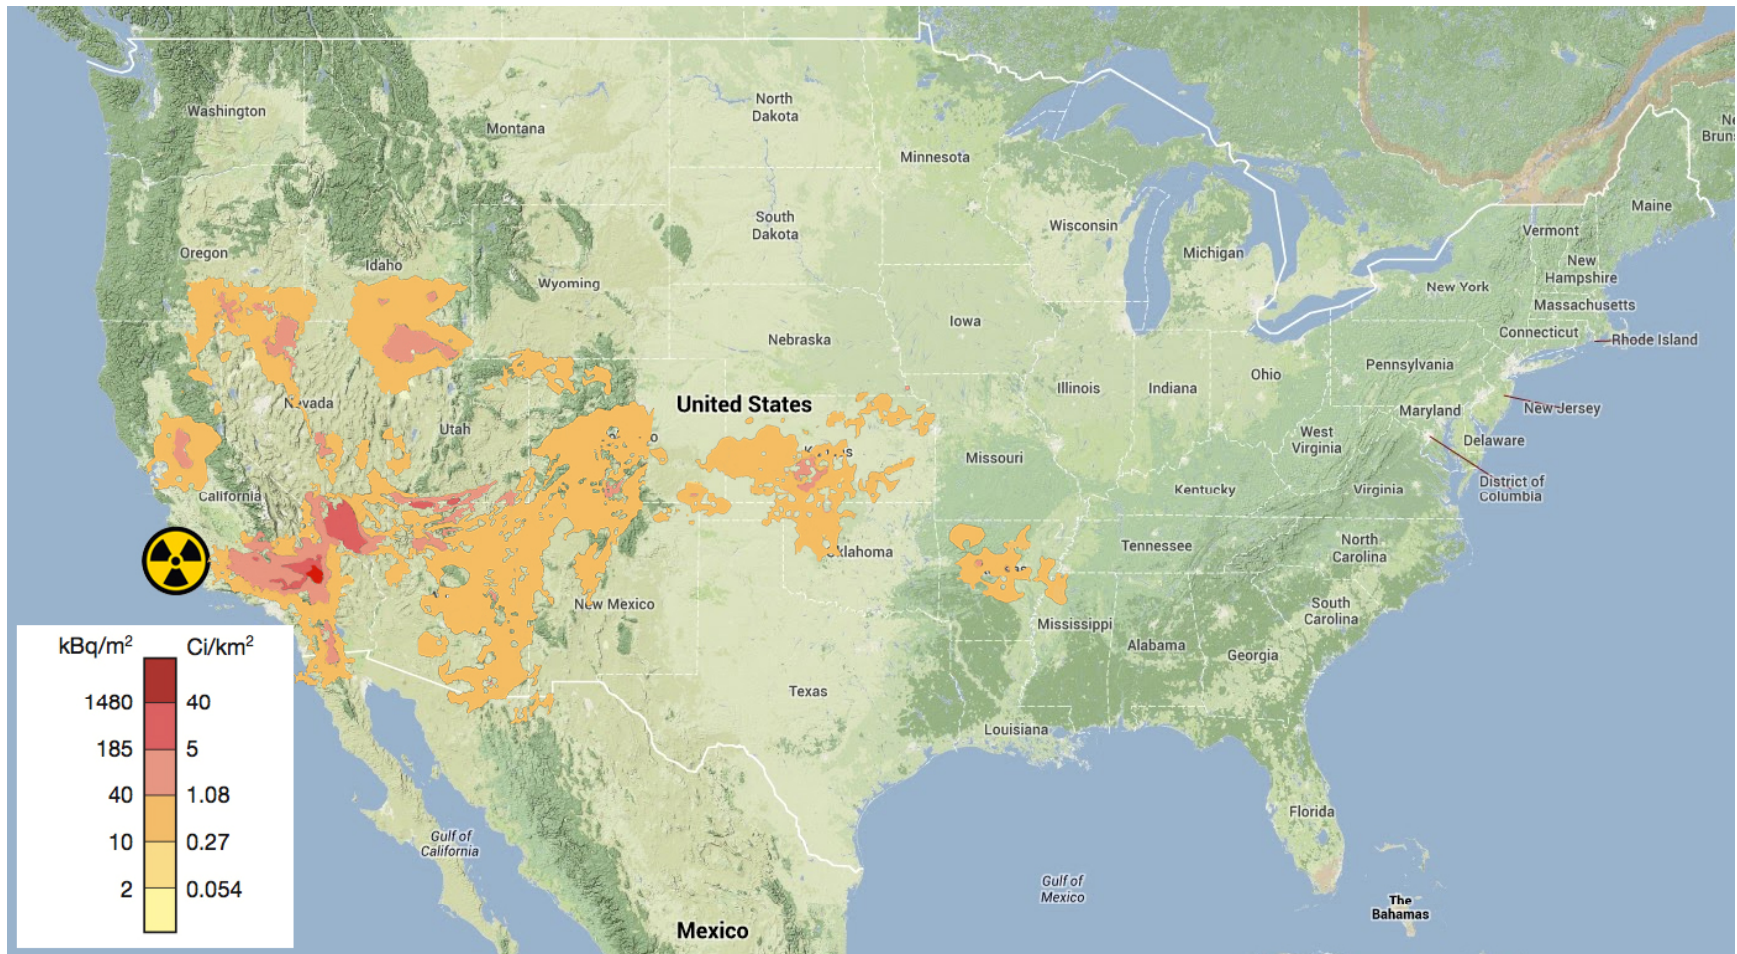 Washington
Montana
North
Dakota
Minnesota
Ne
Bruns
Maine
Vermont
New
Hampshire
Massachusetts
Connecticut
Rhode Island
New York
Wisconsin
Michigan
South
Dakota
Oregon
Idaho
Wyoming
Iowa
Nebraska
Illinois
Indiana
Ohio
Pennsylvania
Nevada
Utah
United States
Maryland
New Jersey
Delaware
West
Virginia
District of
Columbia
Missouri
Kentucky
Virginia
California
Oklahoma
Tennessee
North
Carolina
New Mexico
Mississippi
South
Carolina
Alabama
Georgia
Texas
Louisiana
Florida
Gulf of
California
Gulf of
Mexico
The
Bahamas
Mexico
kBq/m² Ci/km²
1480 40
185 5
40 1.08
10 0.27
2 0.054